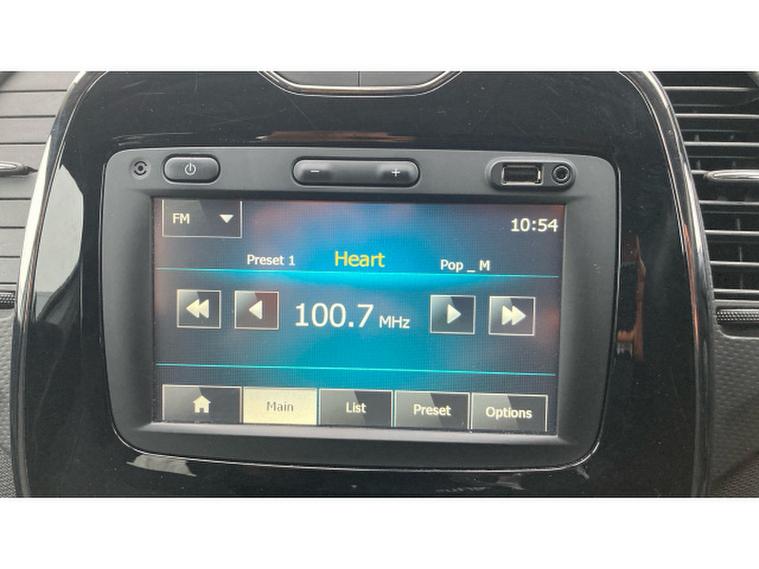 − +
FM
10:54
Preset 1 Heart Pop _ M
100.7 MHz
Main List Preset Options